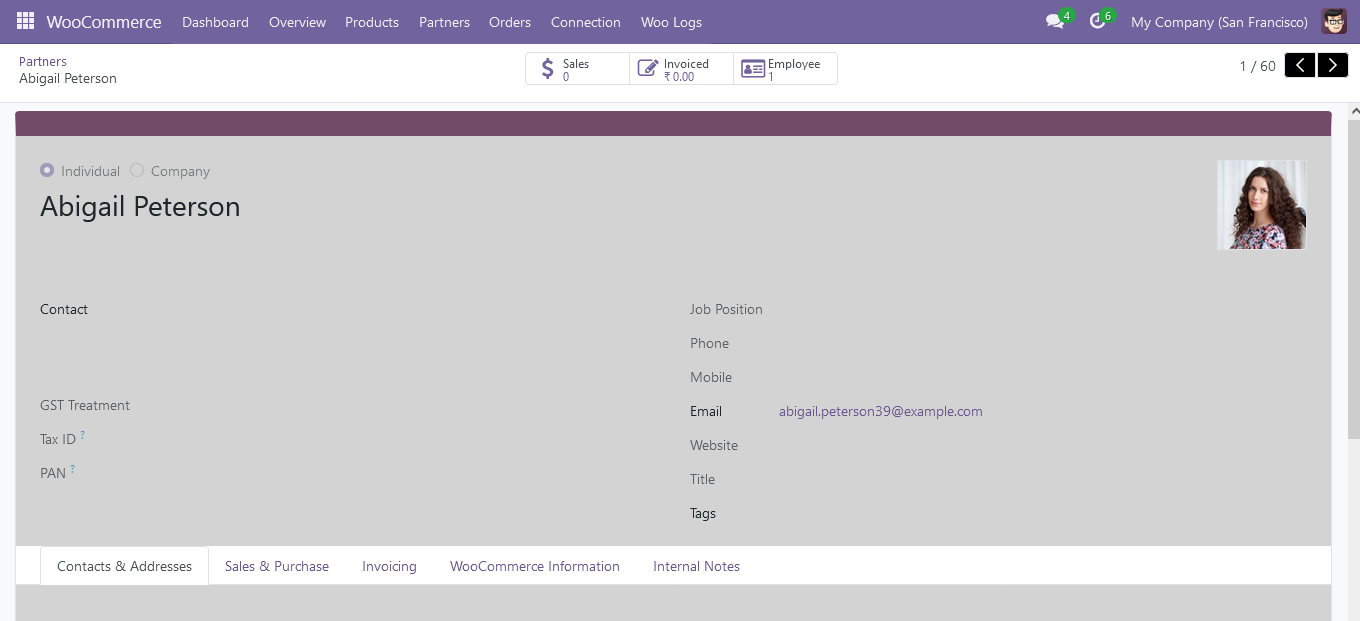 WooCommerce Dashboard Overview Products Partners Orders Connection Woo Logs 4 6 My Company (San Francisco)
Partners
Abigail Peterson
Sales
0
Invoiced
₹ 0.00
Employee
1
1 / 60
Individual Company
Abigail Peterson
Contact
GST Treatment
Tax ID ?
PAN ?
Job Position
Phone
Mobile
Email abigail.peterson39@example.com
Website
Title
Tags
Contacts & Addresses Sales & Purchase Invoicing WooCommerce Information Internal Notes